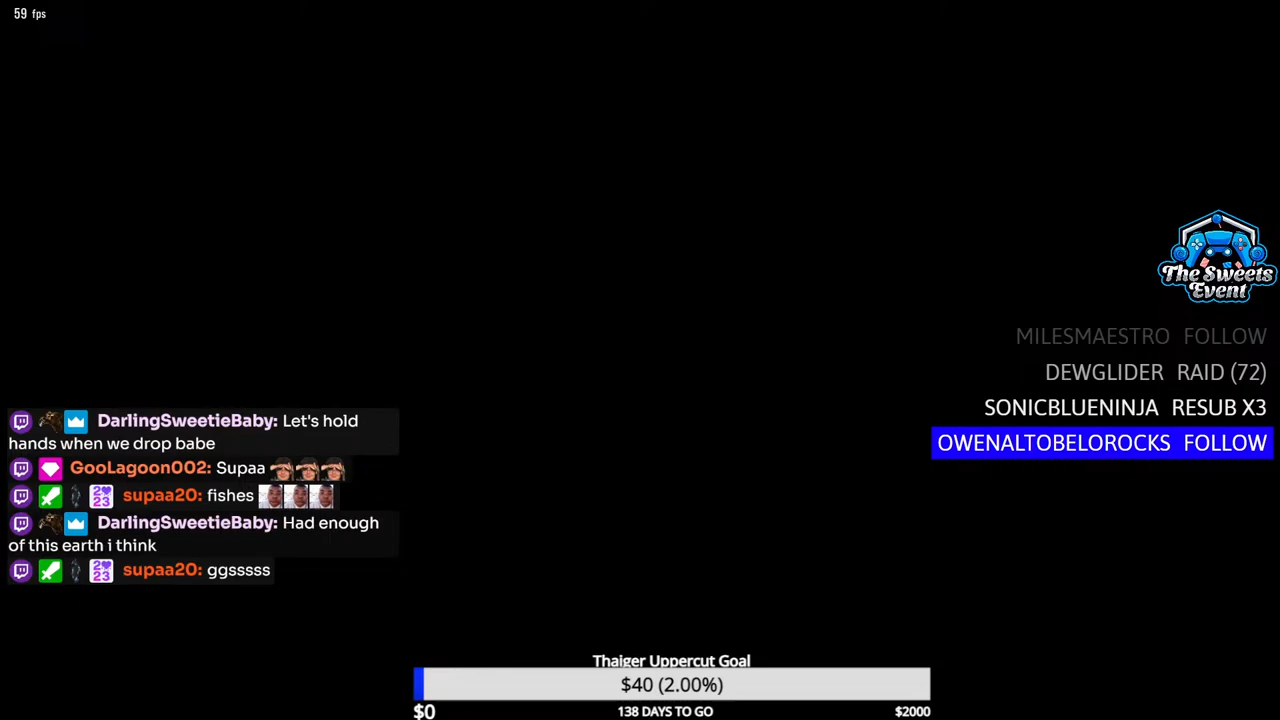 59 fps
The Sweets
Event
MILESMAESTRO FOLLOW
DEWGLIDER RAID (72)
SONICBLUENINJA RESUB X3
OWENALTOBELOROCKS FOLLOW
DarlingSweetieBaby: Let's hold
hands when we drop babe
GooLagoon002: Supaa
2023 supaa20: fishes
DarlingSweetieBaby: Had enough
of this earth i think
2023 supaa20: ggsssss
Thaiger Uppercut Goal
$40 (2.00%)
$0 138 DAYS TO GO $2000